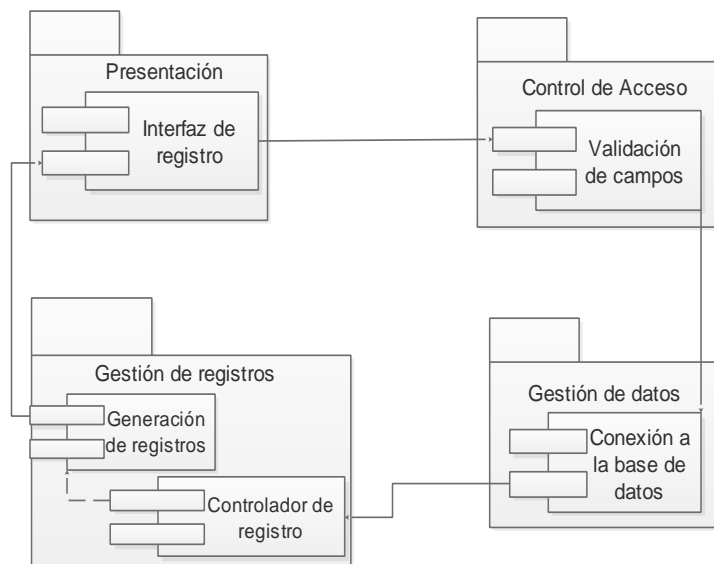 Presentación
Interfaz de
registro
Control de Acceso
Validación
de campos
Gestión de registros
Generación
de registros
Controlador de
registro
Gestión de datos
Conexión a
la base de
datos